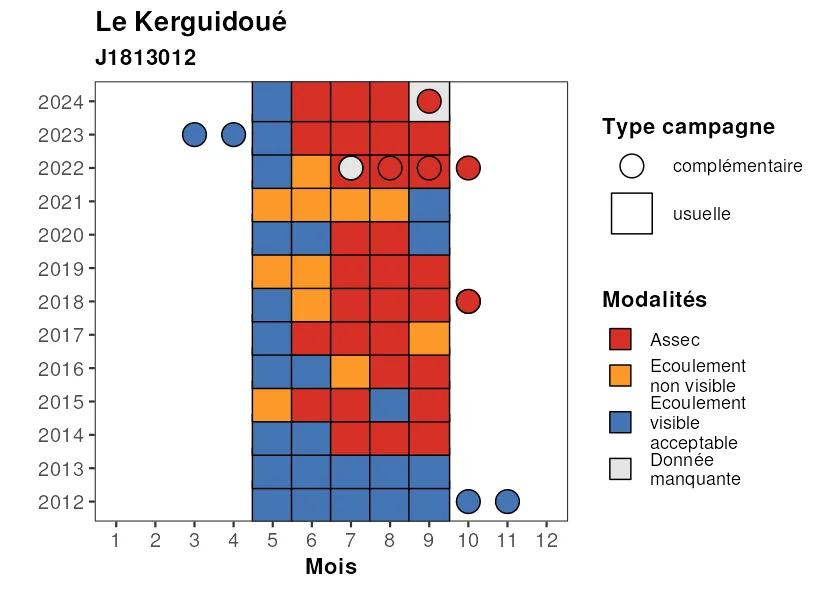 Le Kerguidoué
J1813012
2024
2023
2022
2021
2020
2019
2018
2017
2016
2015
2014
2013
2012
1 2 3 4 5 6 7 8 9 10 11 12
Mois
Type campagne
complémentaire
usuelle
Modalités
Assec
Ecoulement
non visible
Ecoulement
visible
acceptable
Donnée
manquante